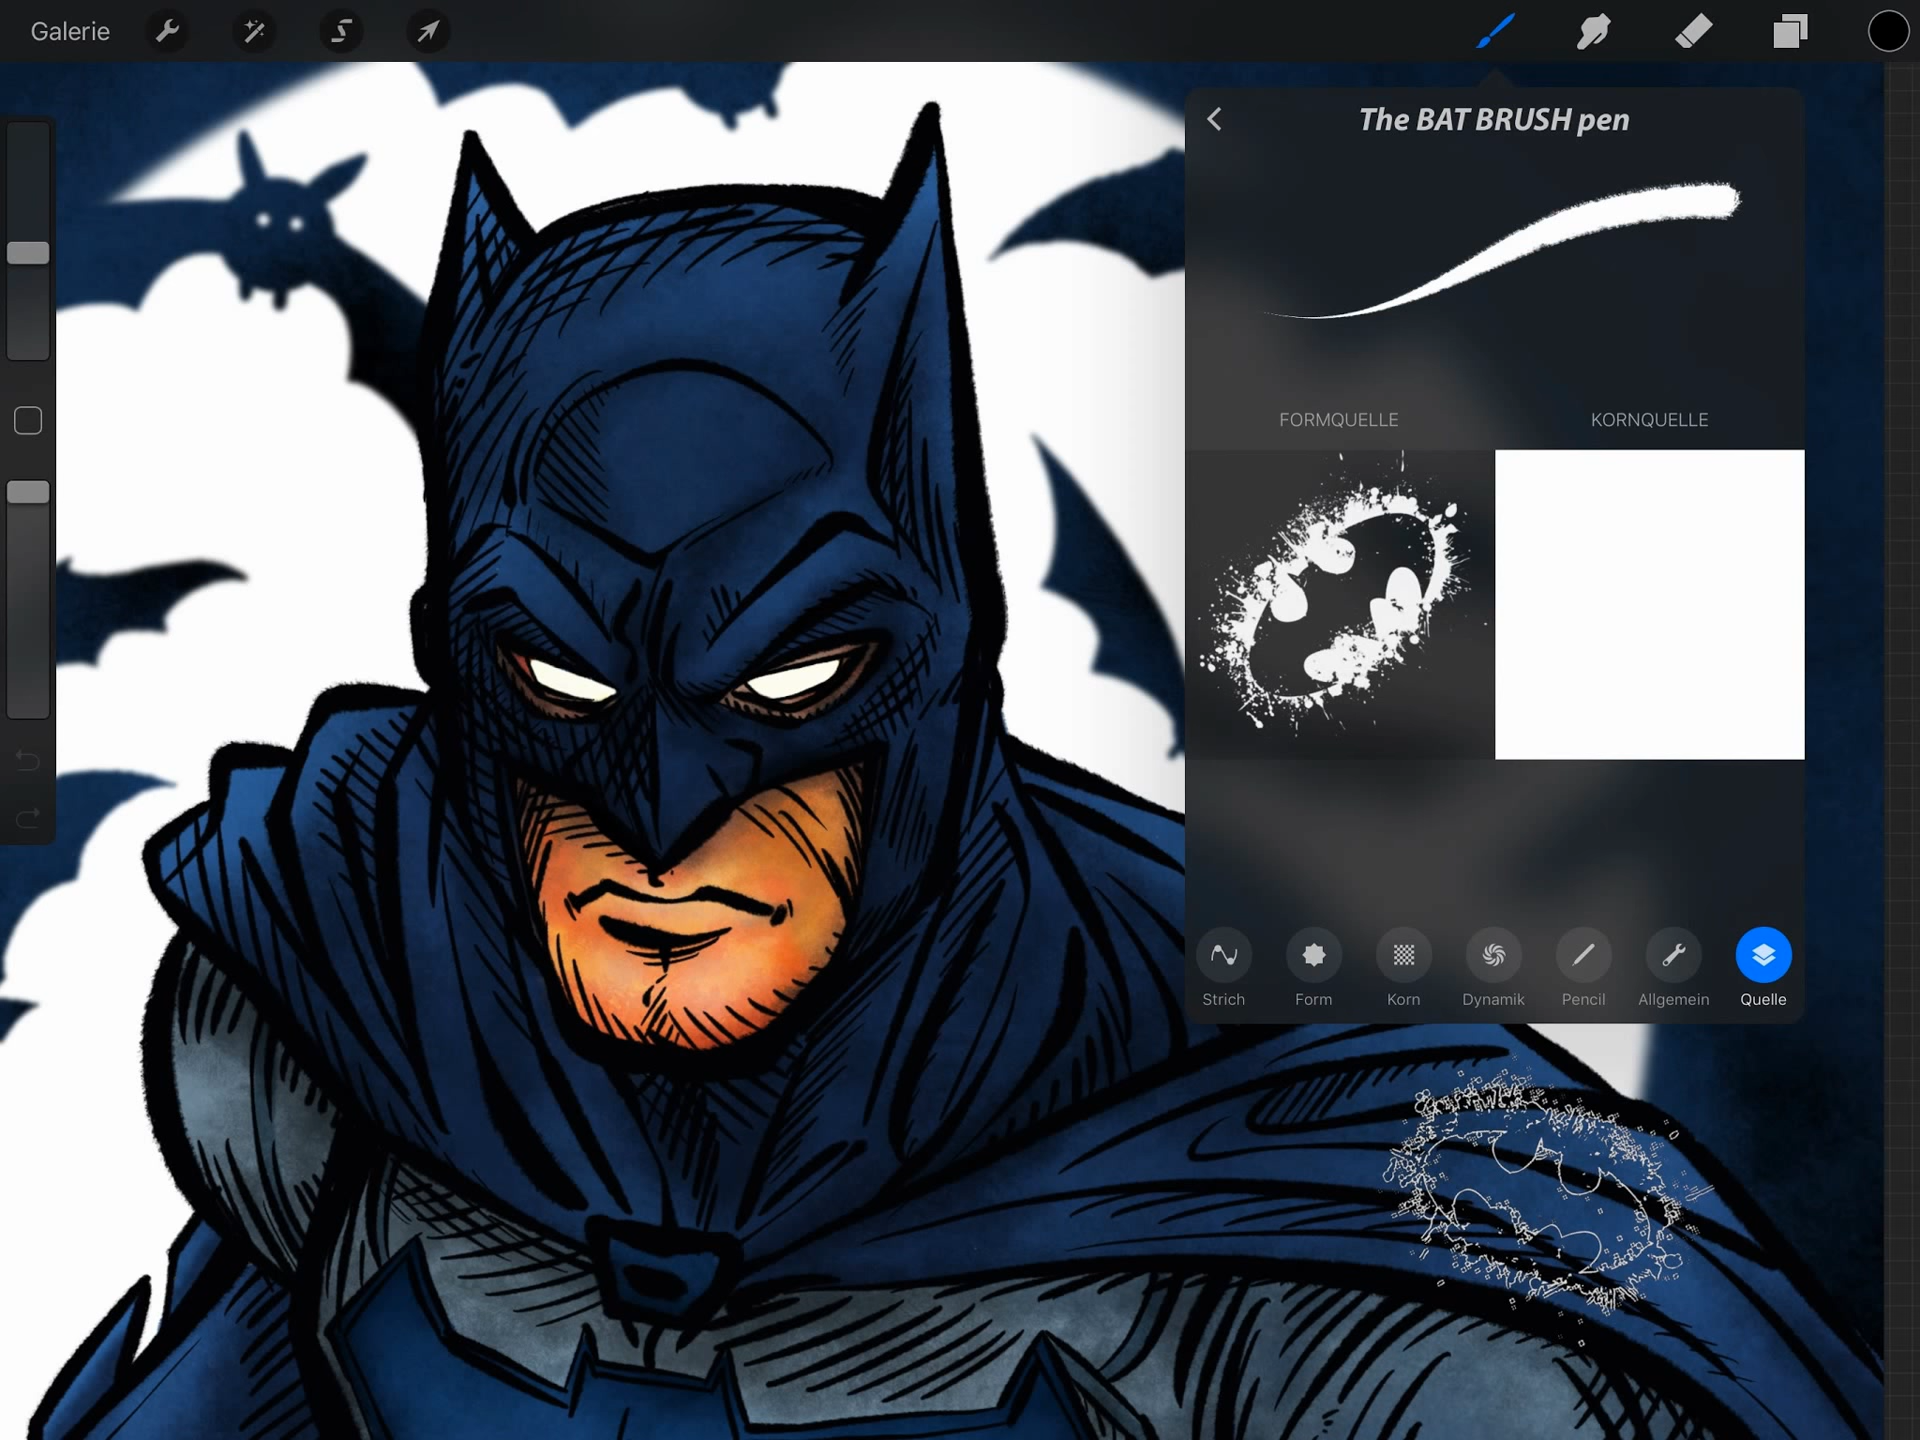 Galerie
The BAT BRUSH pen
FORMQUELLE
KORNQUELLE
Strich
Form
Korn
Dynamik
Pencil
Allgemein
Quelle